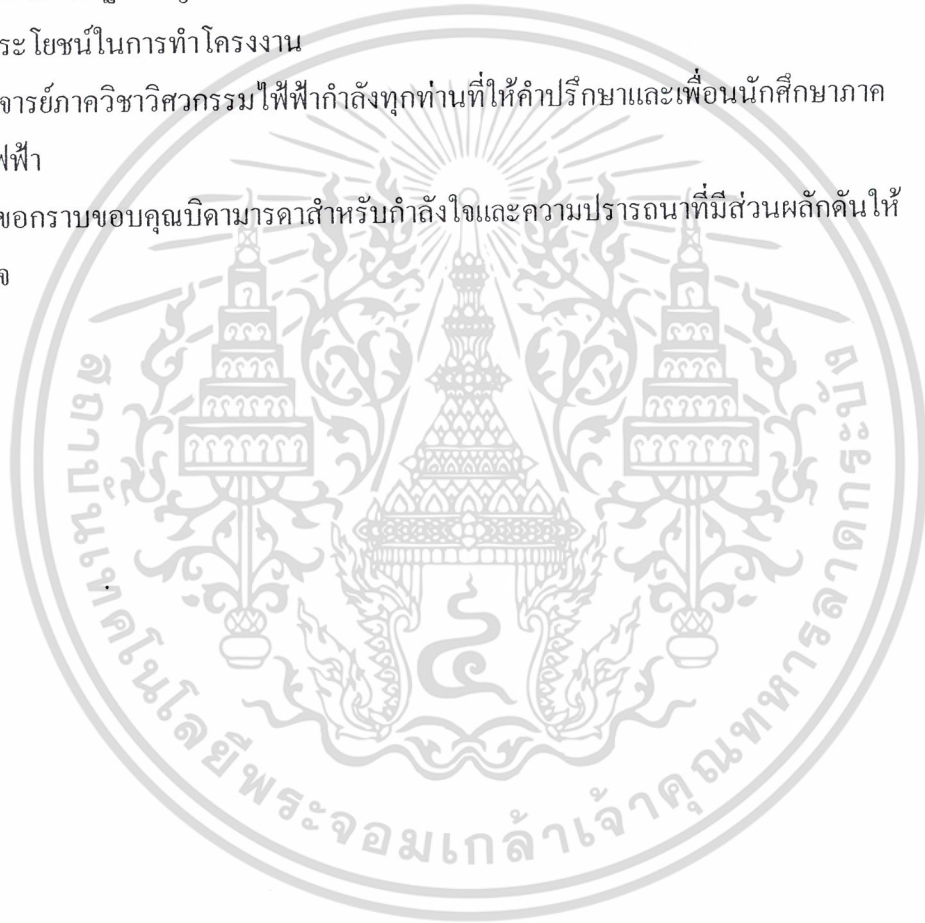 ระโยชน์ในการทำโครงงาน
จารย์ภาควิชาวิศวกรรมไฟฟ้ากำลังทุกท่านที่ให้คำปรึกษาและเพื่อนนักศึกษาภาค
ฟฟ้า
ขอกราบขอบคุณบิดามารดาสำหรับกำลังใจและความปรารถนาที่มีส่วนผลักดันให้
จ
สถาบันเทคโนโลยีพระจอมเกล้าเจ้าคุณทหารลาดกระบัง
๔